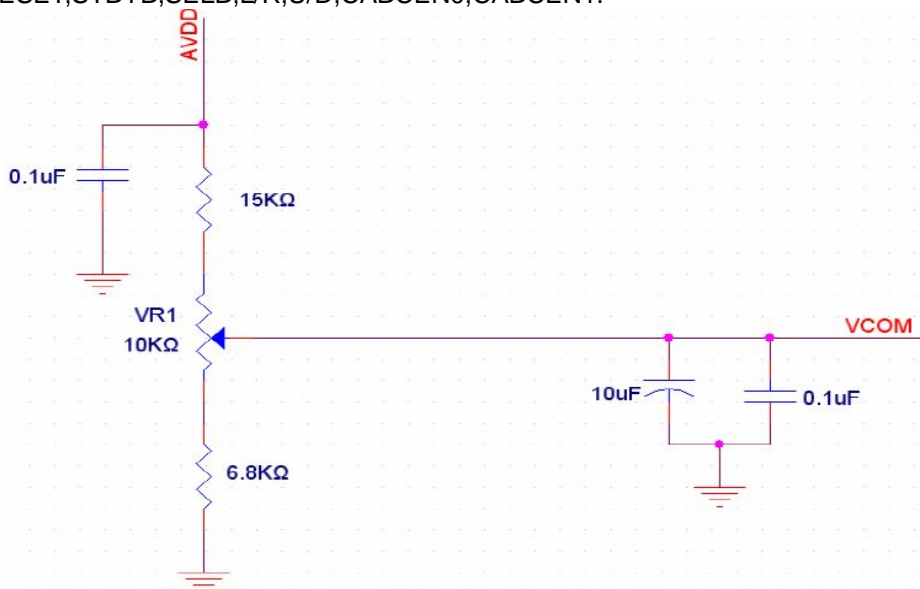 AVDD
0.1uF
15KΩ
VR1
10KΩ
VCOM
10uF
0.1uF
6.8KΩ